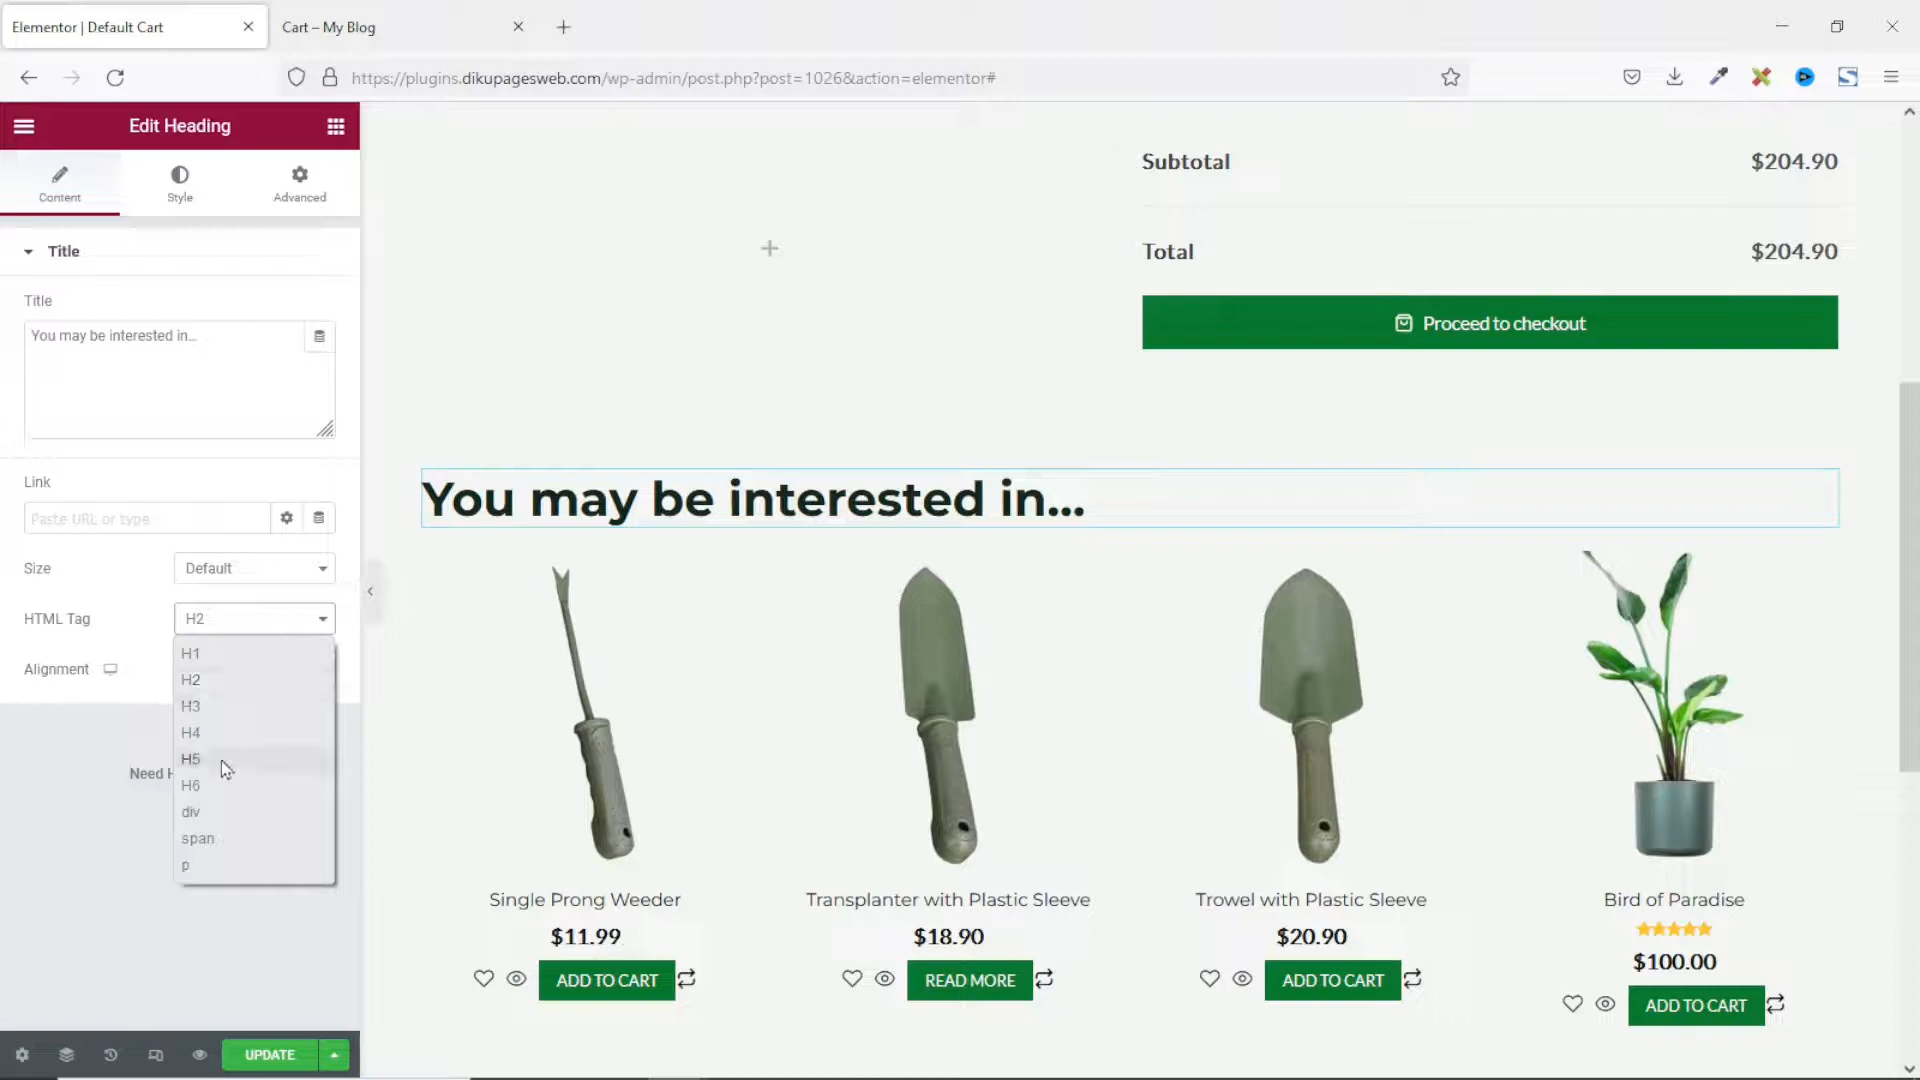 Elementor | Default Cart
Cart – My Blog
https://plugins.dikupagesweb.com/wp-admin/post.php?post=1026&action=elementor#
Edit Heading
Content
Style
Advanced
Title
Title
You may be interested in...
Link
Paste URL or type
Size
Default
HTML Tag
H2
Alignment
H1
H2
H3
H4
H5
H6
div
span
p
Need
UPDATE
Subtotal
$204.90
Total
$204.90
Proceed to checkout
You may be interested in...
Single Prong Weeder
$11.99
ADD TO CART
Transplanter with Plastic Sleeve
$18.90
READ MORE
Trowel with Plastic Sleeve
$20.90
ADD TO CART
Bird of Paradise
$100.00
ADD TO CART